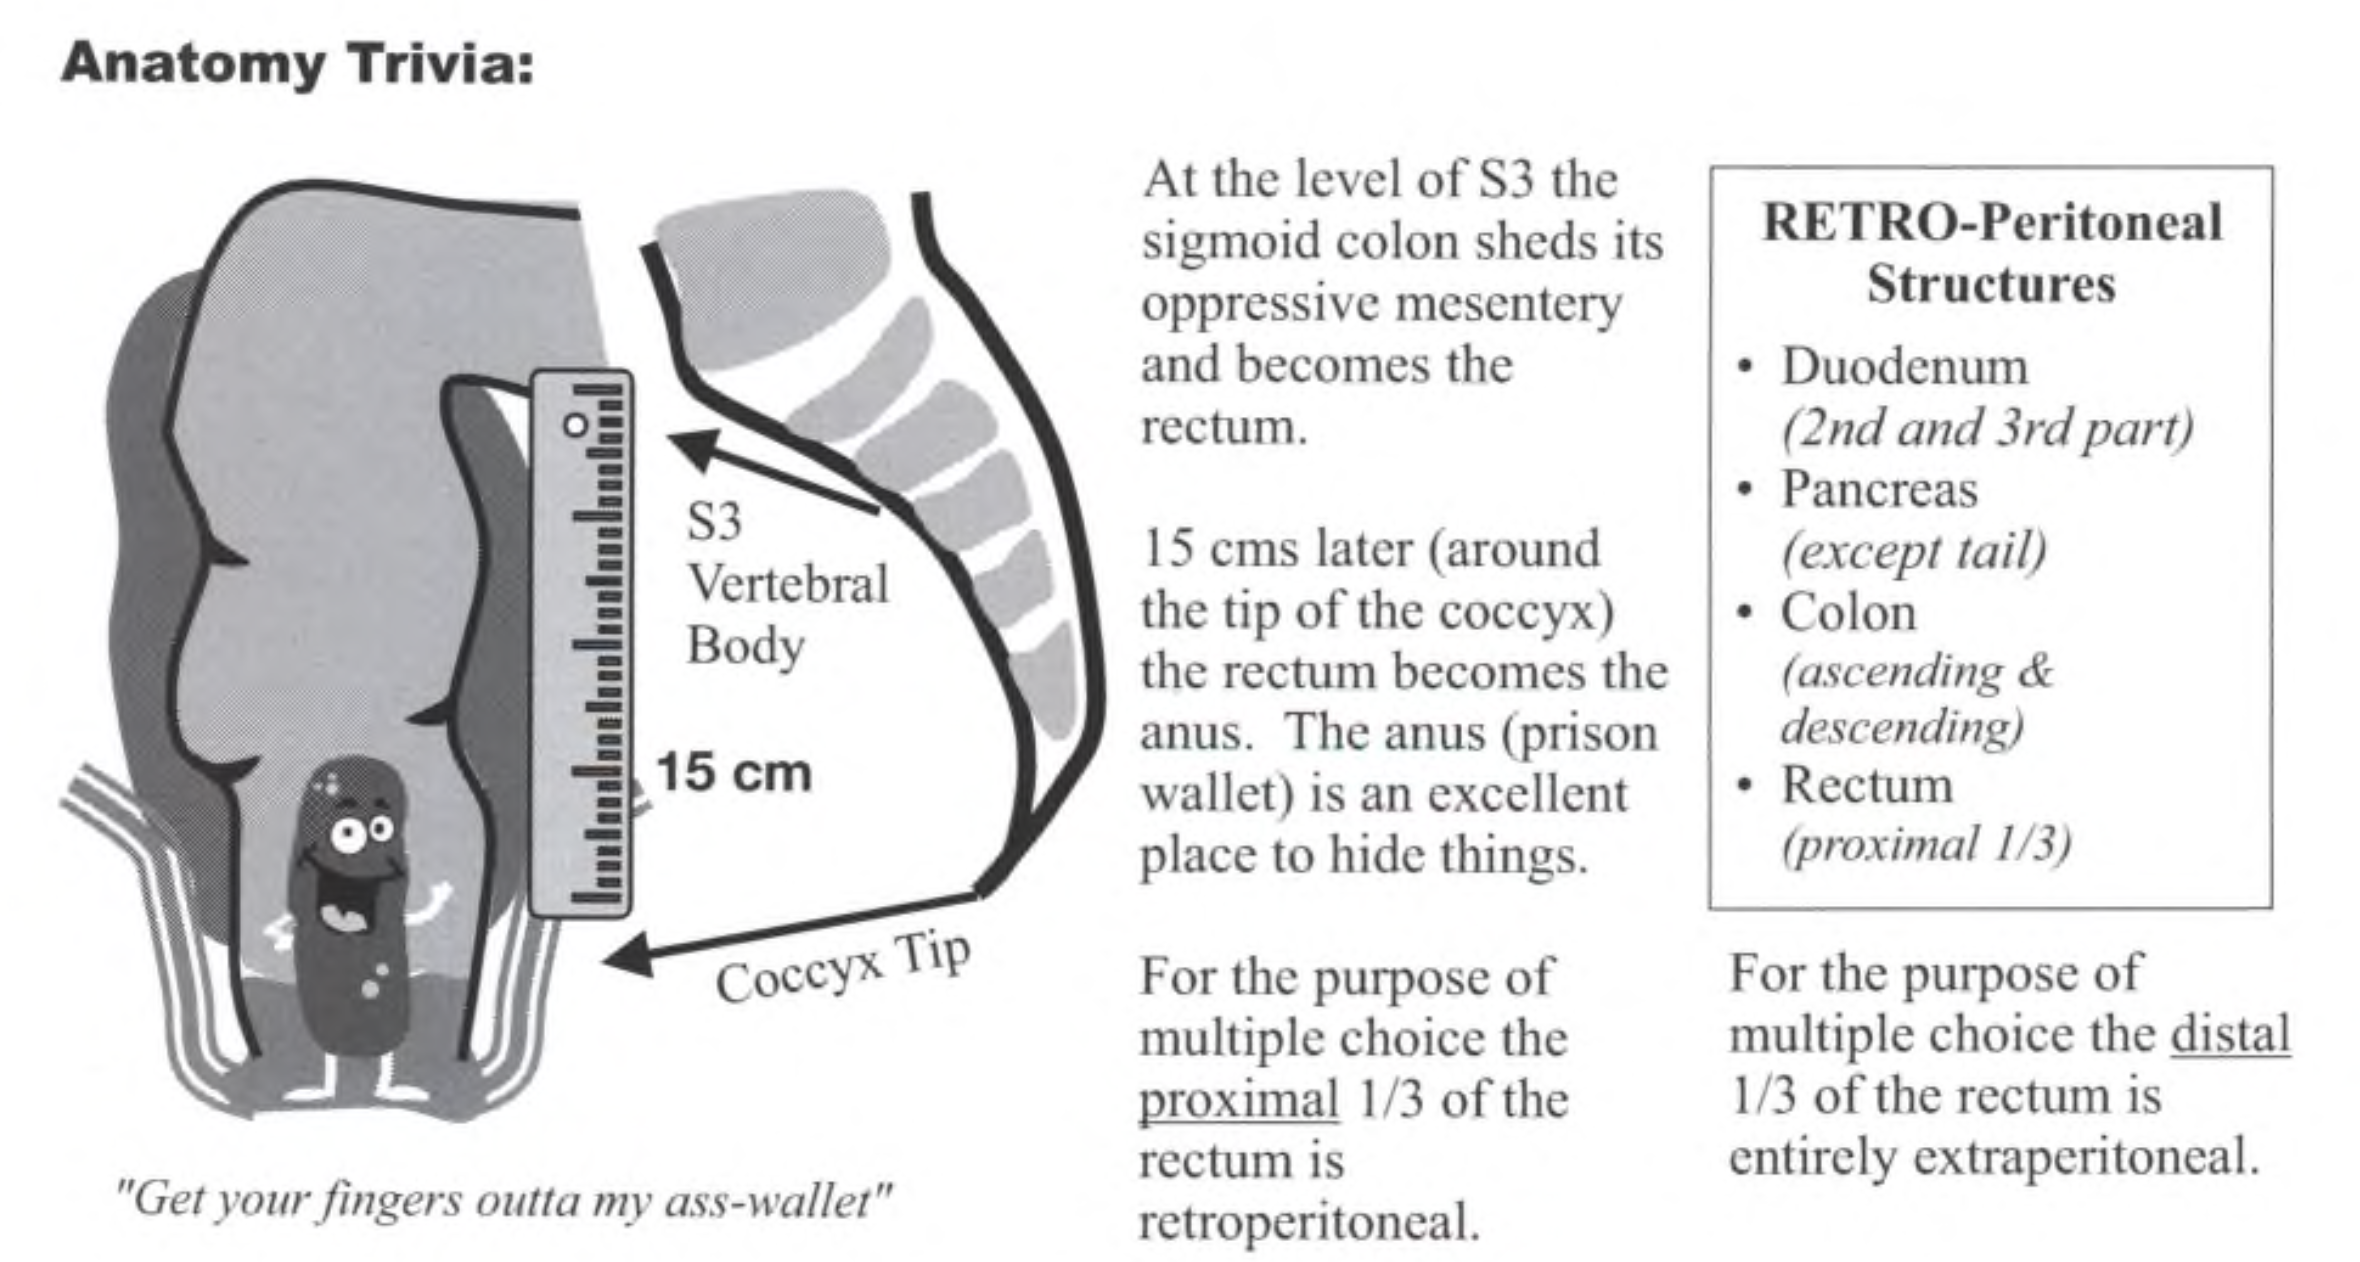 Anatomy Trivia:
S3
Vertebral
Body
15 cm
Coccyx Tip
"Get your fingers outta my ass-wallet"
At the level of S3 the
sigmoid colon sheds its
oppressive mesentery
and becomes the
rectum.
15 cms later (around
the tip of the coccyx)
the rectum becomes the
anus. The anus (prison
wallet) is an excellent
place to hide things.
For the purpose of
multiple choice the
proximal 1/3 of the
rectum is
retroperitoneal.
RETRO-Peritoneal
Structures
• Duodenum
(2nd and 3rd part)
• Pancreas
(except tail)
• Colon
(ascending &
descending)
• Rectum
(proximal 1/3)
For the purpose of
multiple choice the distal
1/3 of the rectum is
entirely extraperitoneal.